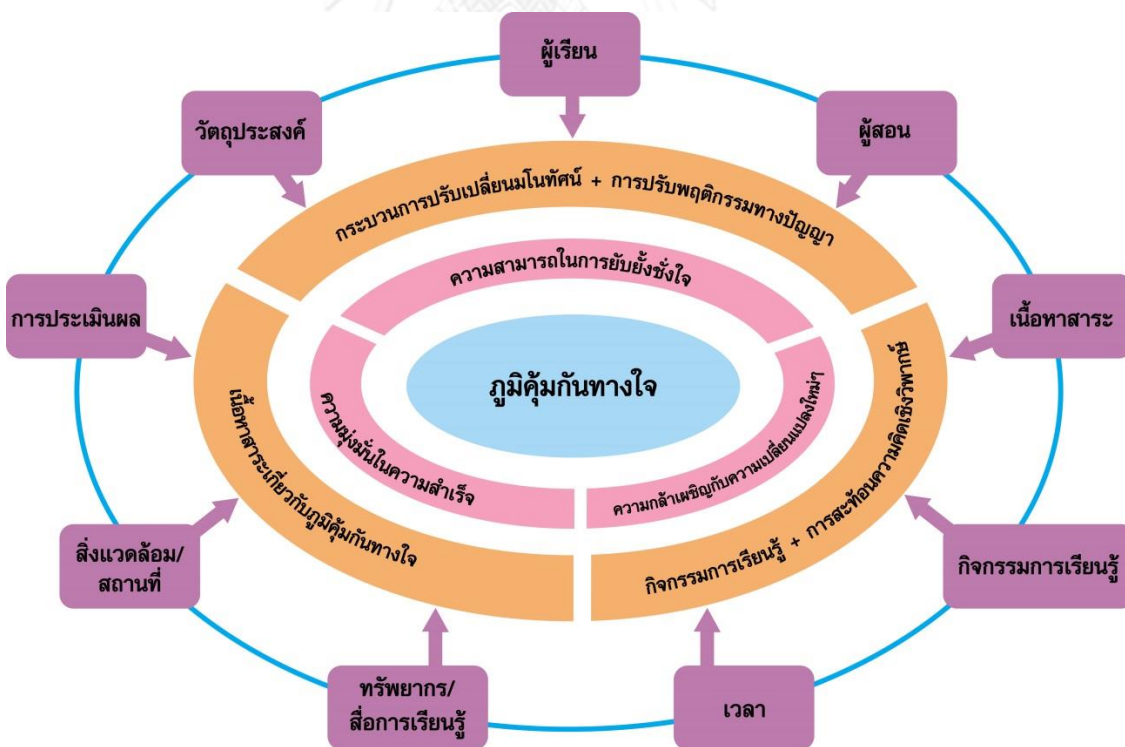 ผู้เรียน
วัตถุประสงค์
ผู้สอน
กระบวนการปรับเปลี่ยนมโนทัศน์ + การปรับพฤติกรรมทางปัญญา
ความสามารถในการยับยั้งชั่งใจ
การประเมินผล
เนื้อหาสาระ
ภูมิคุ้มกันทางใจ
เนื้อหาสาระเกี่ยวกับภูมิคุ้มกันทางใจ
ความมุ่งมั่นในความสำเร็จ
ความกล้าเผชิญกับความเปลี่ยนแปลงใหม่ๆ
กิจกรรมการเรียนรู้ + การสะท้อนความคิดเชิงวิพากษ์
สิ่งแวดล้อม/
สถานที่
กิจกรรมการเรียนรู้
ทรัพยากร/
สื่อการเรียนรู้
เวลา